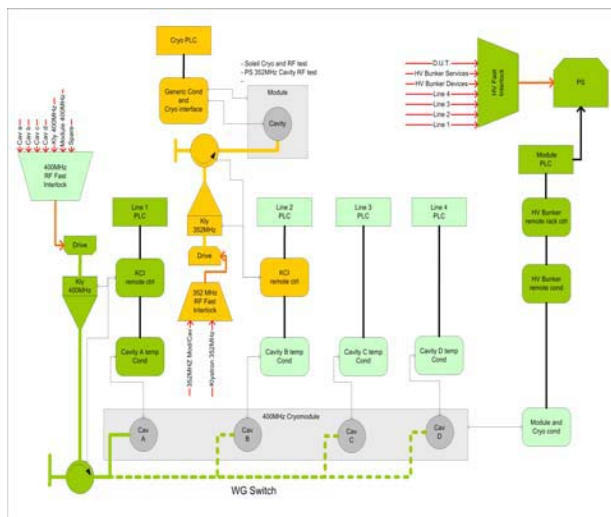 Cryo PLC
- Soleil Cryo and RF test
- PS 352MHz Cavity RF test
-
Generic Cond
and
Cryo interface
Module
Cavity
D.U.T.
HV Bunker Services
HV Bunker Devices
Line 4
Line 3
Line 2
Line 1
HV Fast
Interlock
PS
Cav a
Cav b
Cav c
Cav d
Kly 400MHz
Module 400MHz
Spare
400MHz
RF Fast
Interlock
Module
PLC
Line 1
PLC
Kly
352MHz
Line 2
PLC
Line 3
PLC
Line 4
PLC
HV Bunker
remote rack ctrl
Drive
Drive
Kly
400MHz
KCI
remote ctrl
KCI
remote ctrl
HV Bunker
remote cond
352 MHz
RF Fast
Interlock
352MHZ Mod/Cav
Klystron 352MHz
Cavity A temp
Cond
Cavity B temp
Cond
Cavity C temp
Cond
Cavity D temp
Cond
400MHz Cryomodule
Cav
A
Cav
B
Cav
C
Cav
D
Module and
Cryo cond
WG Switch